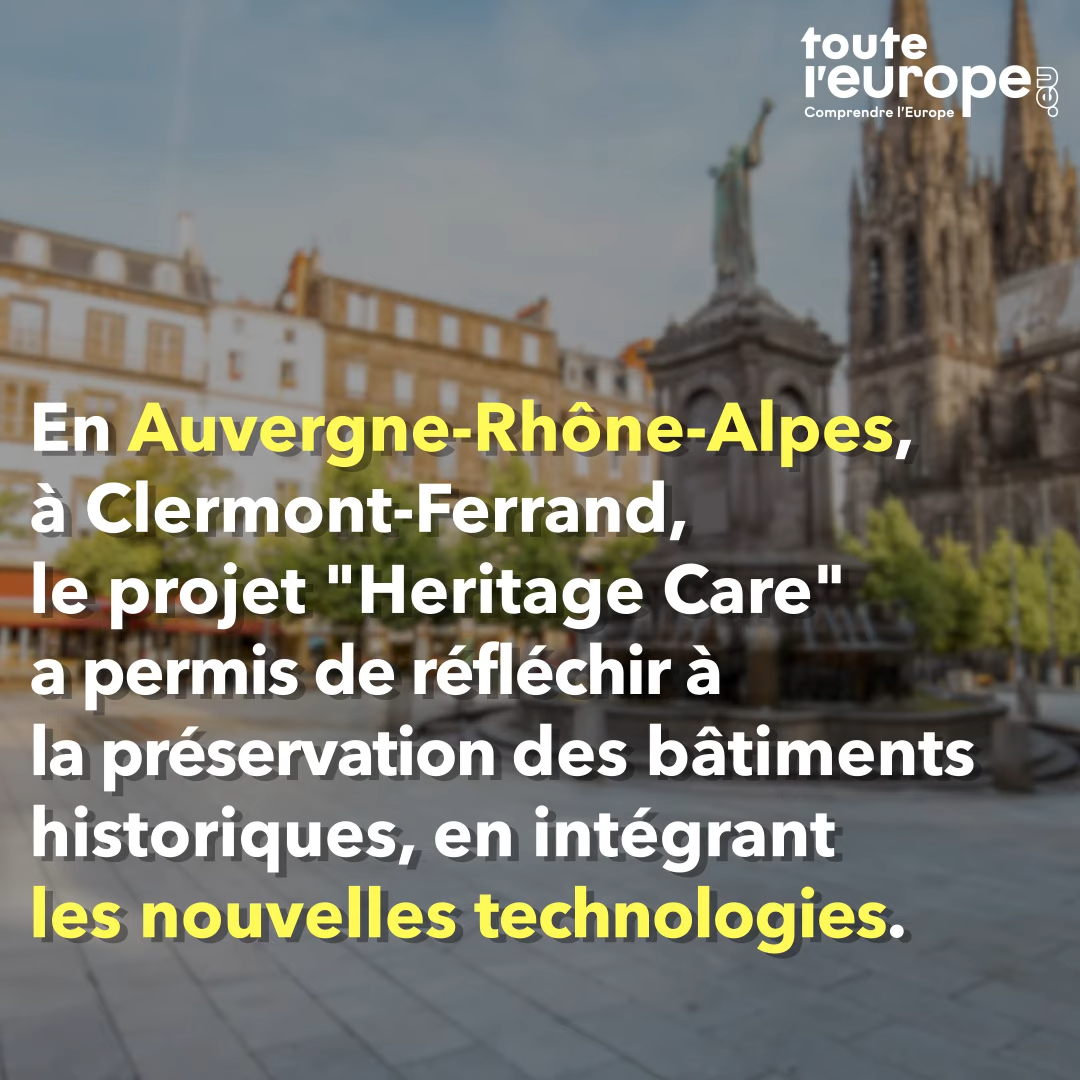 toute
l'europe.eu
Comprendre l'Europe
En Auvergne-Rhône-Alpes,
à Clermont-Ferrand,
le projet "Heritage Care"
a permis de réfléchir à
la préservation des bâtiments
historiques, en intégrant
les nouvelles technologies.